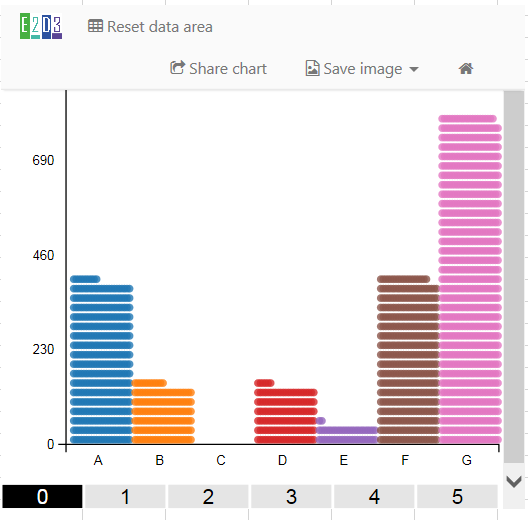 E2D3
Reset data area
Share chart
Save image
690
460
230
0
A B C D E F G
0 1 2 3 4 5